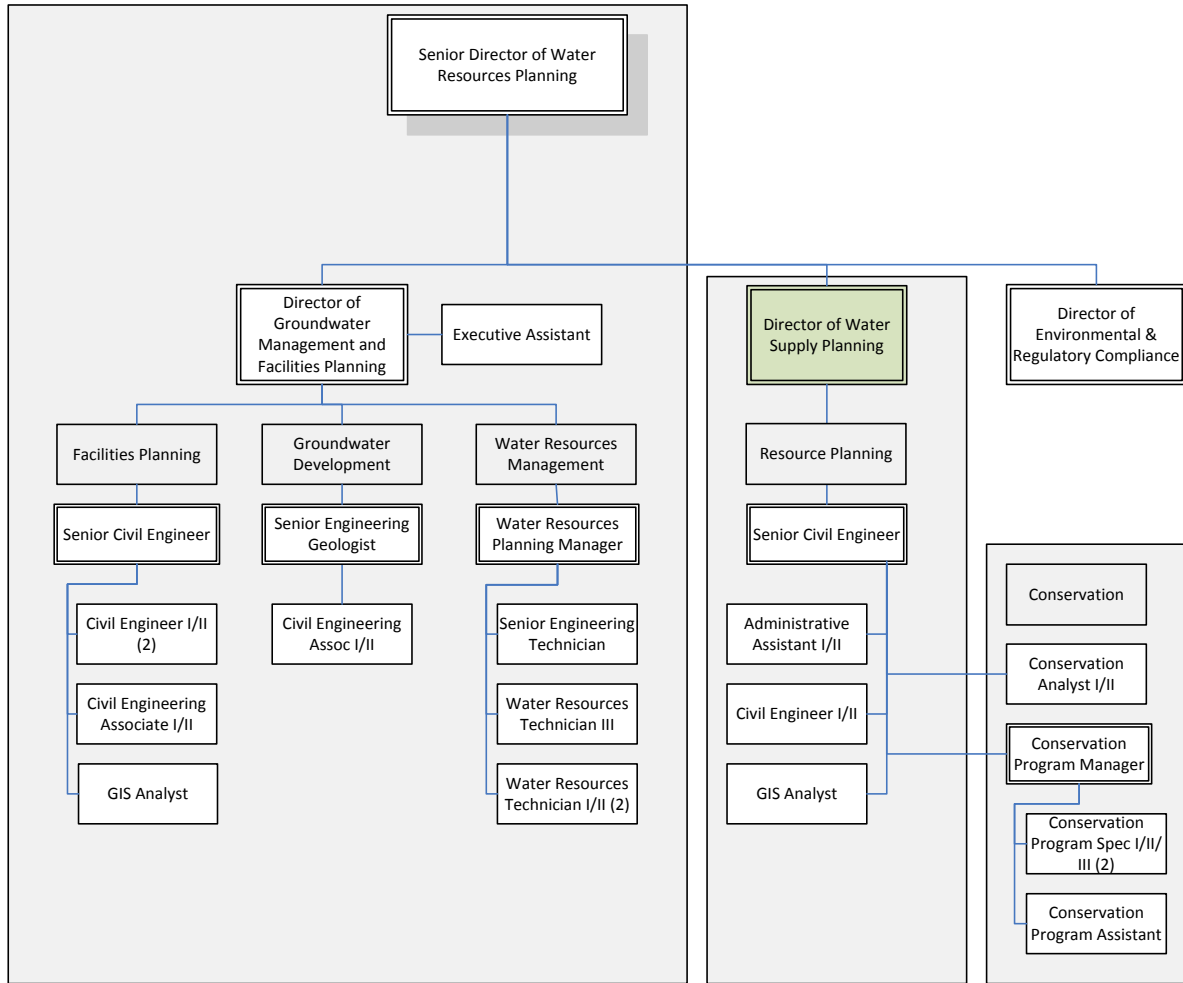 Senior Director of Water
Resources Planning
Director of
Groundwater
Management and
Facilities Planning
Executive Assistant
Director of Water
Supply Planning
Director of
Environmental &
Regulatory Compliance
Facilities Planning
Groundwater
Development
Water Resources
Management
Resource Planning
Senior Civil Engineer
Senior Engineering
Geologist
Water Resources
Planning Manager
Senior Civil Engineer
Conservation
Civil Engineer I/II
(2)
Civil Engineering
Assoc I/II
Senior Engineering
Technician
Administrative
Assistant I/II
Conservation
Analyst I/II
Civil Engineering
Associate I/II
Water Resources
Technician III
Civil Engineer I/II
Conservation
Program Manager
GIS Analyst
Water Resources
Technician I/II (2)
GIS Analyst
Conservation
Program Spec I/II/
III (2)
Conservation
Program Assistant